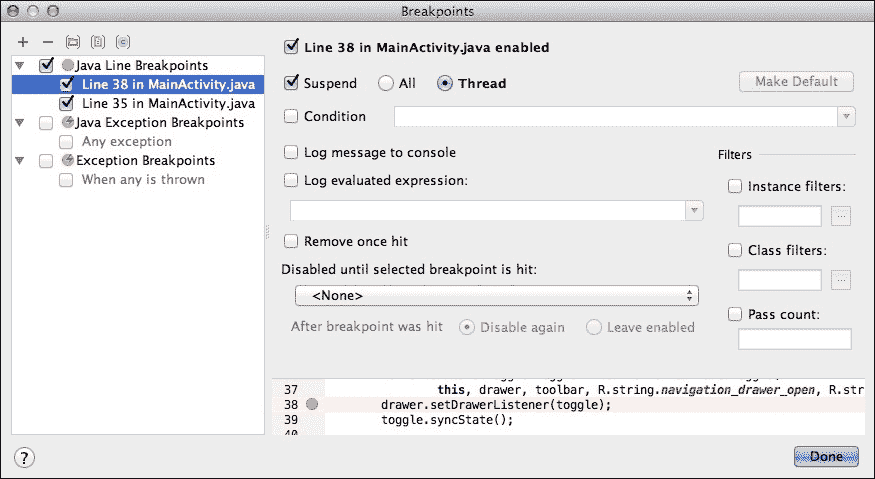 Breakpoints
Java Line Breakpoints
Line 38 in MainActivity.java
Line 35 in MainActivity.java
Java Exception Breakpoints
Any exception
Exception Breakpoints
When any is thrown
Line 38 in MainActivity.java enabled
Suspend All Thread Make Default
Condition
Log message to console
Log evaluated expression:
Remove once hit
Disabled until selected breakpoint is hit:
<None>
After breakpoint was hit Disable again Leave enabled
Filters
Instance filters:
...
Class filters:
...
Pass count:
37 this, drawer, toolbar, R.string.navigation_drawer_open, R.str
38 drawer.setDrawerListener(toggle);
39 toggle.syncState();
40
?
Done